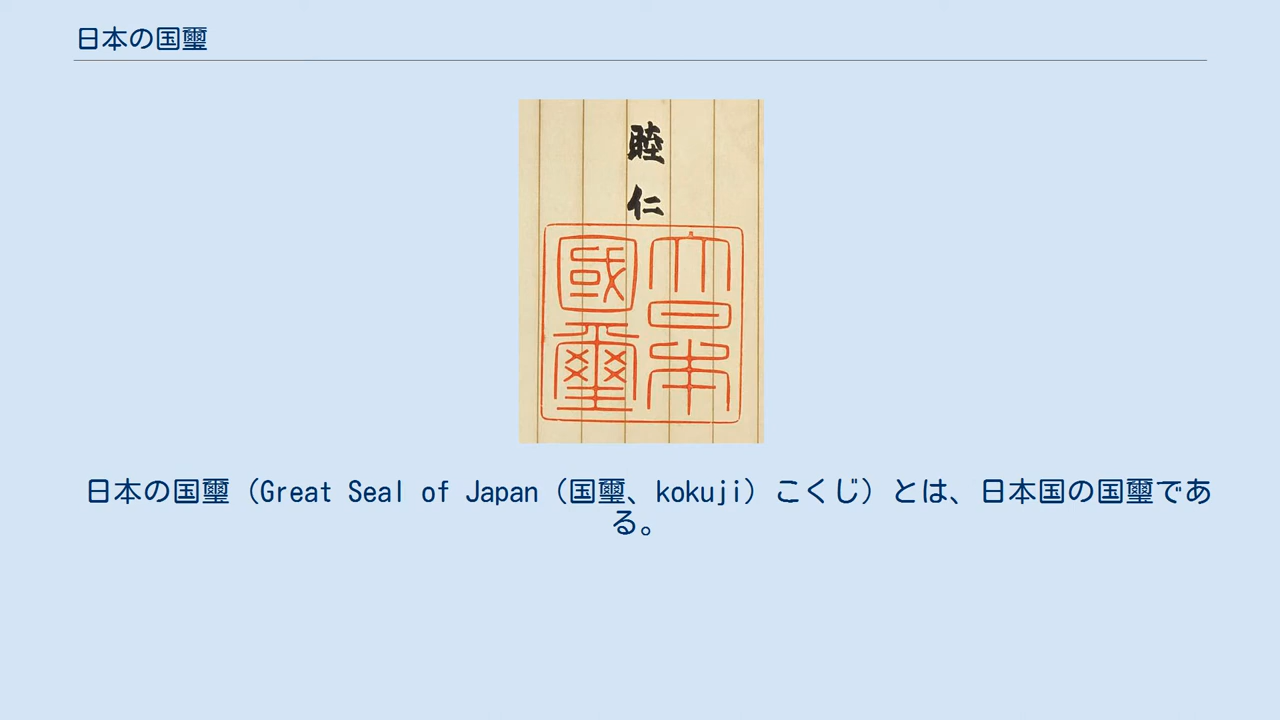 日本の国璽
睦
仁
大日本
國璽
日本の国璽（Great Seal of Japan（国璽、kokuji）こくじ）とは、日本国の国璽であ
る。